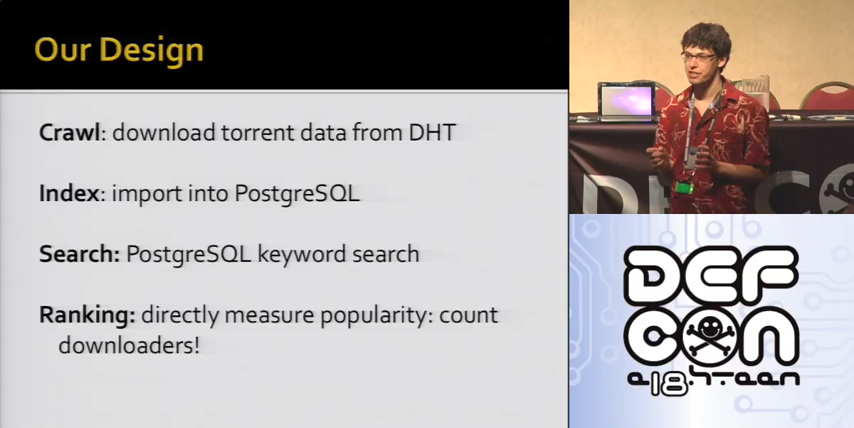 Our Design
Crawl: download torrent data from DHT
Index: import into PostgreSQL
Search: PostgreSQL keyword search
Ranking: directly measure popularity: count
downloaders!
DEF
CON